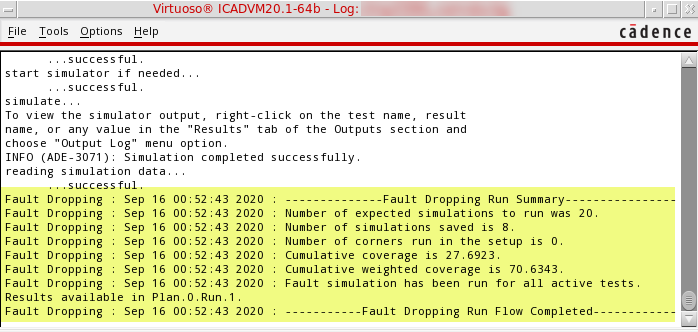 Virtuoso® ICADVM20.1-64b - Log:
File Tools Options Help
cādence
...successful.
start simulator if needed...
...successful.
simulate...
To view the simulator output, right-click on the test name, result
name, or any value in the "Results" tab of the Outputs section and
choose "Output Log" menu option.
INFO (ADE-3071): Simulation completed successfully.
reading simulation data...
...successful.
Fault Dropping : Sep 16 00:52:43 2020 : --------------Fault Dropping Run Summary----------------
Fault Dropping : Sep 16 00:52:43 2020 : Number of expected simulations to run was 20.
Fault Dropping : Sep 16 00:52:43 2020 : Number of simulations saved is 8.
Fault Dropping : Sep 16 00:52:43 2020 : Number of corners run in the setup is 0.
Fault Dropping : Sep 16 00:52:43 2020 : Cumulative coverage is 27.6923.
Fault Dropping : Sep 16 00:52:43 2020 : Cumulative weighted coverage is 70.6343.
Fault Dropping : Sep 16 00:52:43 2020 : Fault simulation has been run for all active tests.
Results available in Plan.0.Run.1.
Fault Dropping : Sep 16 00:52:43 2020 : -----------Fault Dropping Run Flow Completed------------